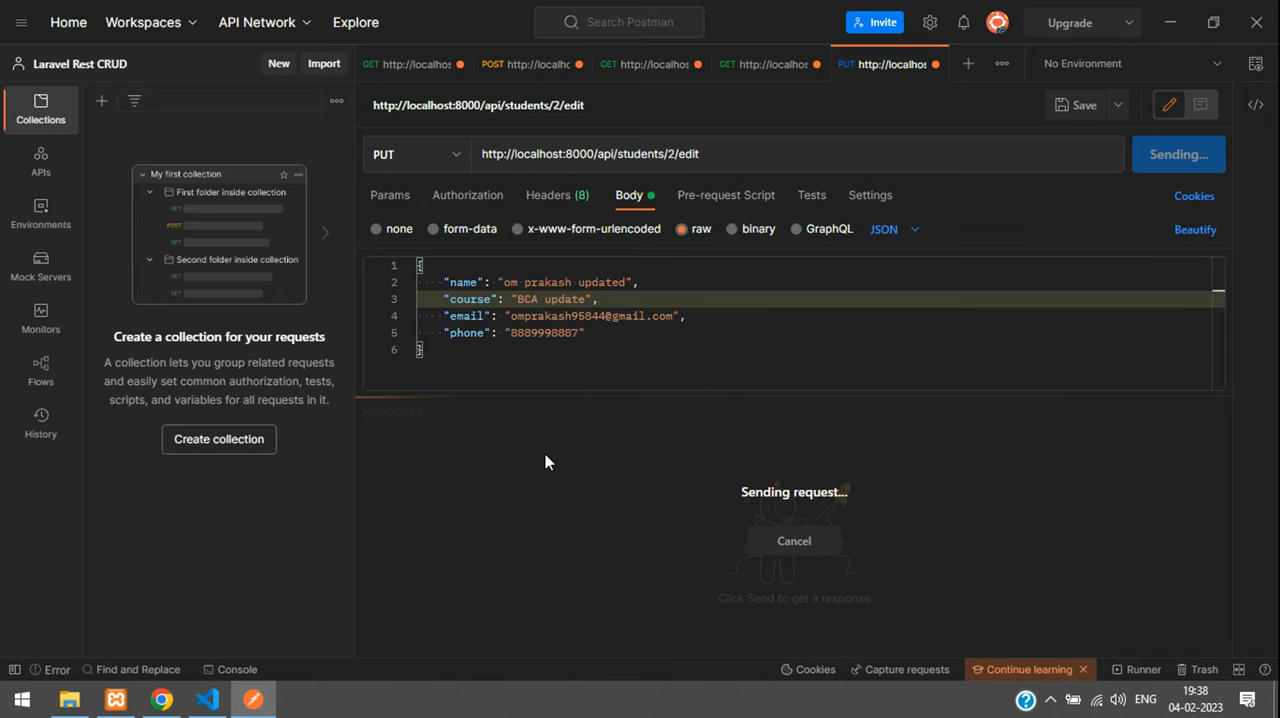 Home Workspaces API Network Explore Search Postman Invite Upgrade
Laravel Rest CRUD New Import GET http://localhos POST http://localhc GET http://localhos GET http://localhos PUT http://localhos No Environment
Collections
http://localhost:8000/api/students/2/edit Save
PUT http://localhost:8000/api/students/2/edit Sending...
Params Authorization Headers (8) Body Pre-request Script Tests Settings Cookies
none form-data x-www-form-urlencoded raw binary GraphQL JSON Beautify
1 {
2 "name": "om prakash updated",
3 "course": "BCA update",
4 "email": "omprakash95844@gmail.com",
5 "phone": "8889998887"
6 }
Response
Sending request...
Cancel
Click Send to get a response
APIs
Environments
Mock Servers
Monitors
Flows
History
My first collection
First folder inside collection
GET
POST
GET
Second folder inside collection
GET
GET
Create a collection for your requests
A collection lets you group related requests
and easily set common authorization, tests,
scripts, and variables for all requests in it.
Create collection
Error Find and Replace Console Cookies Capture requests Continue learning Runner Trash
ENG 19:38
04-02-2023